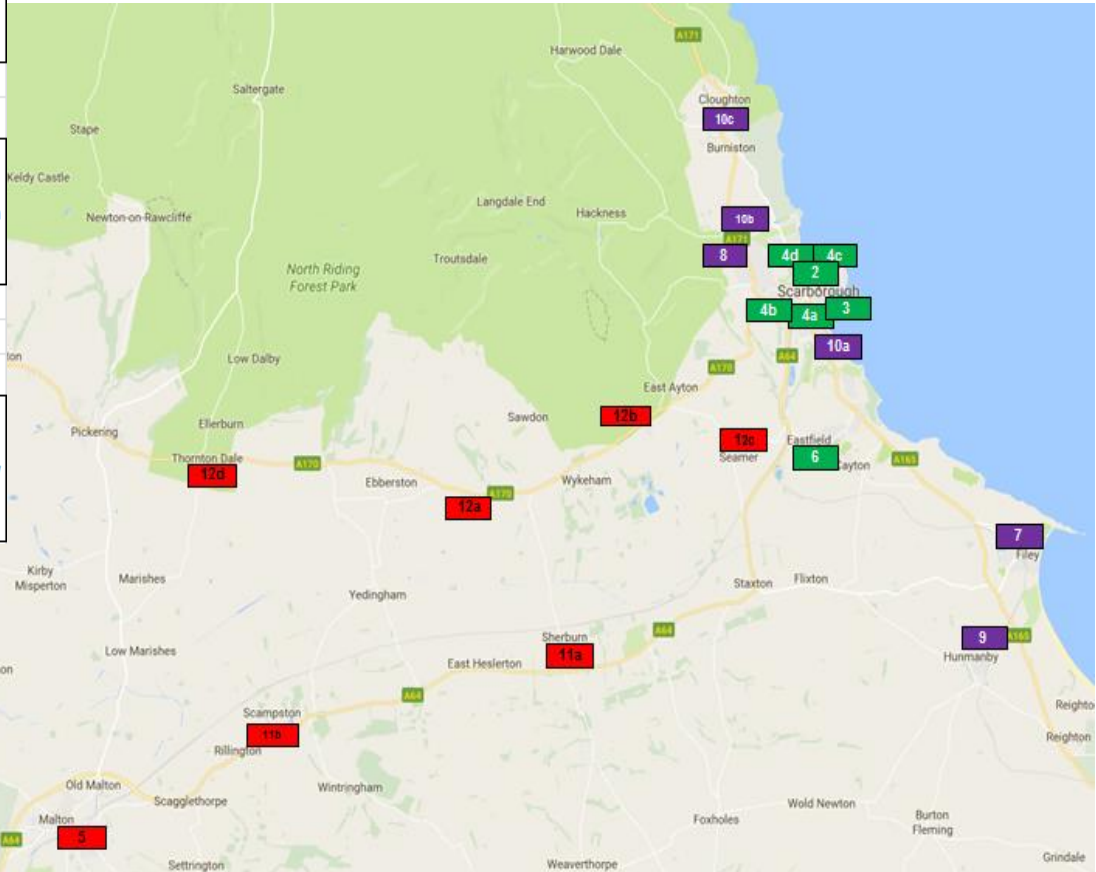 A171
Harwood Dale
Saltergate
Cloughton
10c
Stape
Burniston
Keldy Castle
Langdale End
Hackness
Newton-on-Rawcliffe
10b
A171
Troutsdale
8
4d
4c
North Riding
Forest Park
2
Scarborough
4b
4a
3
10a
Low Dalby
A64
A170
East Ayton
12b
Sawdon
Ellerburn
Pickering
12c
Eastfield
Seamer
6
Cayton
A165
Thornton Dale
A170
12d
Ebberston
Wykeham
A170
12a
7
Filey
Kirby
Misperton
Marishes
Staxton
Flixton
Yedingham
A64
Sherburn
9
A165
Low Marishes
11a
Hunmanby
East Heslerton
A64
Scampston
Reighto
11b
Reighton
Rillington
Old Malton
Wintringham
Scagglethorpe
Wold Newton
Malton
Foxholes
Burton
Fleming
5
A64
Settrington
Weaverthorpe
Grindale